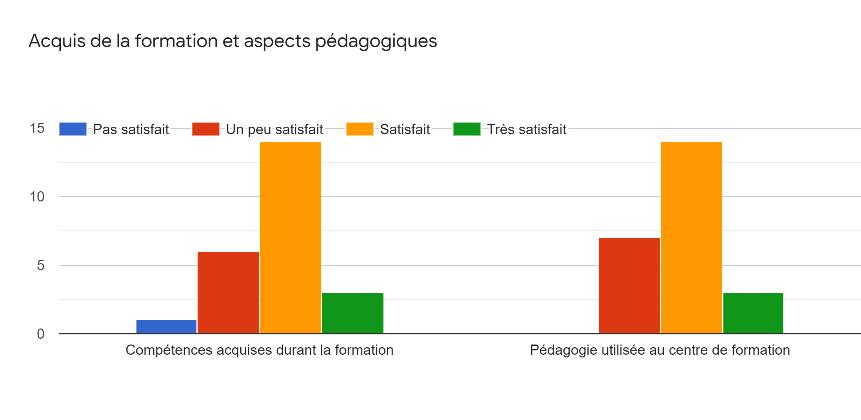 Acquis de la formation et aspects pédagogiques
15
Pas satisfait Un peu satisfait Satisfait Très satisfait
10
5
0
Compétences acquises durant la formation Pédagogie utilisée au centre de formation